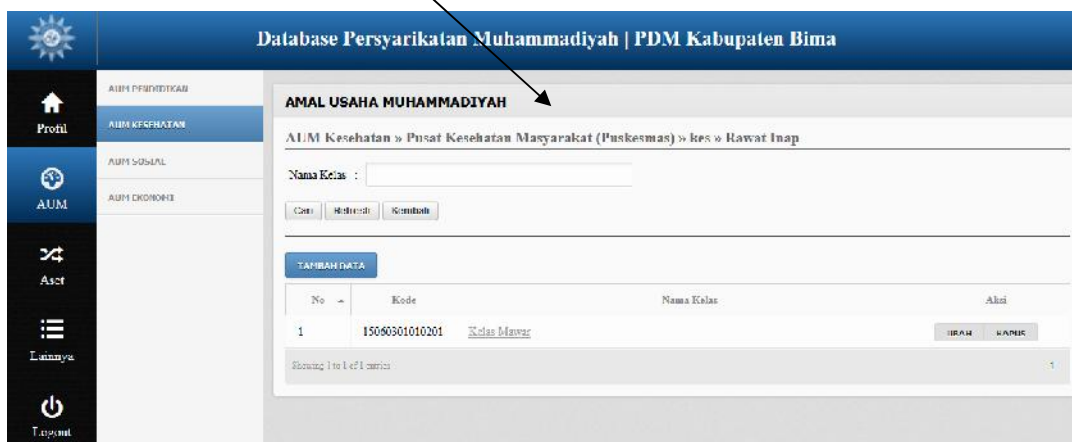 Database Persyarikatan Muhammadiyah | PDM Kabupaten Bima
Profil
AUM
Aset
Lainnya
Logout
AUM PENDIDIKAN
AUM KESEHATAN
AUM SOSIAL
AUM EKONOMI
AMAL USAHA MUHAMMADIYAH
AUM Kesehatan » Pusat Kesehatan Masyarakat (Puskesmas) » kes » Rawat Inap
Nama Kelas :
Cari Refresh Kembali
TAMBAH DATA
No Kode Nama Kelas Aksi
1 15060301010201 Kelas Mawar UBAH HAPUS
Showing 1 to 1 of 1 entries 1